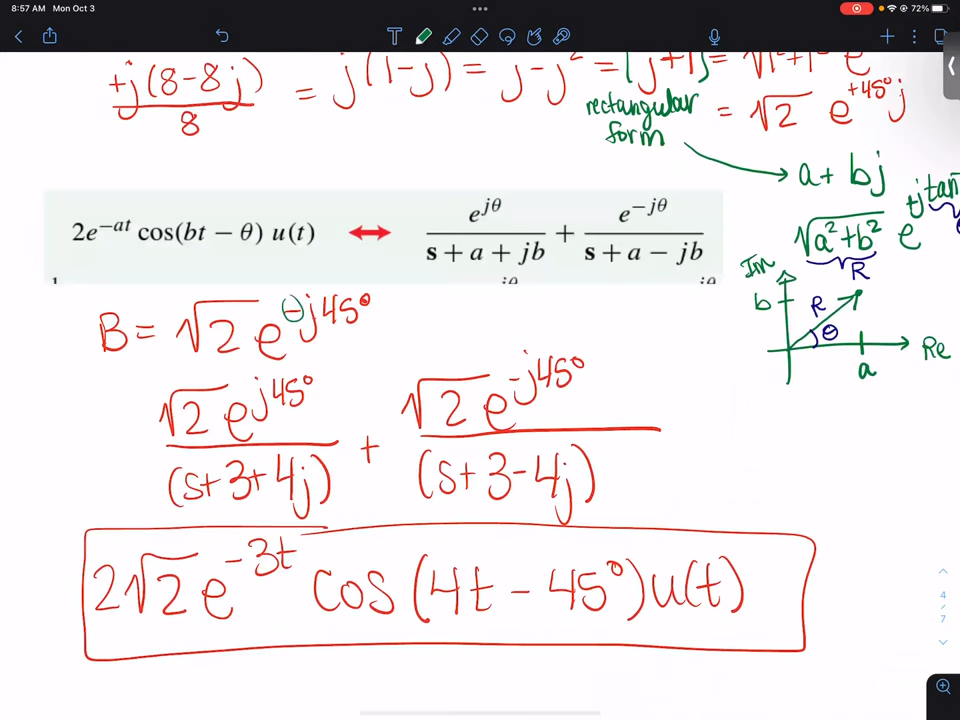 8:57 AM Mon Oct 3
72%
+j(8-8j)/8 = j(1-j) = j-j² = [j+1] =
rectangular form
= √2 e^{+45°j}
a + bj
√(a²+b²) e^{+j tan
R
2e^{−at} cos(bt − θ) u(t) ↔ e^{jθ}/(s + a + jb) + e^{−jθ}/(s + a − jb)
Im
b
R
θ
a
Re
B = √2 e^{-j45°}
√2 e^{j45°}/(s+3+4j) + √2 e^{-j45°}/(s+3-4j)
2√2 e^{-3t} cos(4t - 45°)u(t)
4
/
7